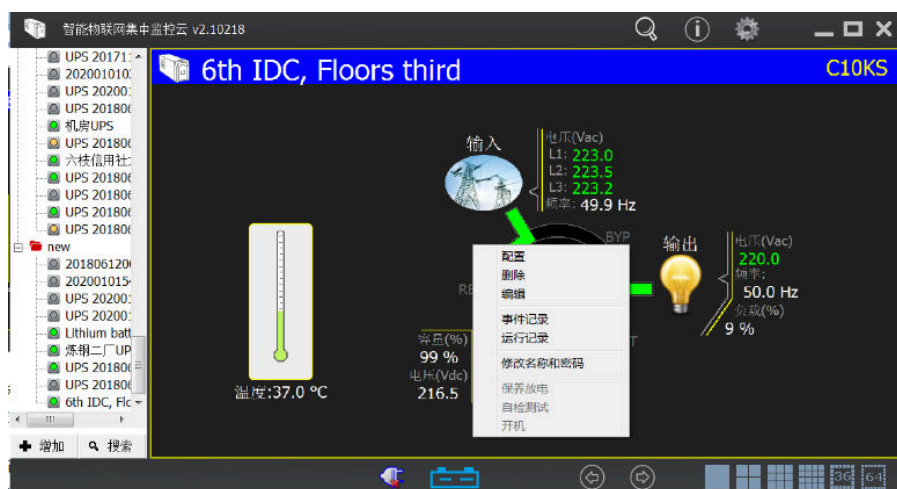 智能物联网集中监控云 v2.10218
UPS 20171
UPS 20200
UPS 20180
机房UPS
UPS 20180
六枝信用社
UPS 20180
UPS 20180
UPS 20180
UPS 20180
new
201806120
202001015
UPS 20200
UPS 20200
Lithium batt
炼钢二厂UP
UPS 20180
UPS 20180
6th IDC, Flo
增加 搜索
6th IDC, Floors third
C10KS
输入
电压(Vac)
L1: 223.0
L2: 223.5
L3: 223.2
频率: 49.9 Hz
BYP
RE
T
输出
电压(Vac)
220.0
频率:
50.0 Hz
负载(%)
9 %
容量(%)
99 %
电压(Vdc)
216.5
温度:37.0 ℃
配置
删除
编辑
事件记录
运行记录
修改名称和密码
保养放电
自检测试
开机
36 64